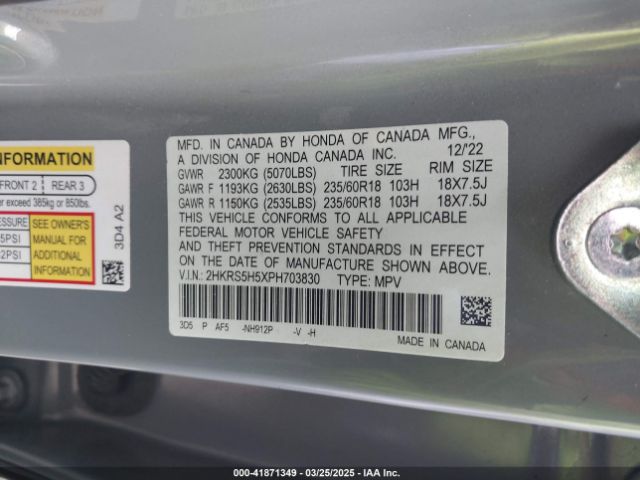 MFD. IN CANADA BY HONDA OF CANADA MFG.,
A DIVISION OF HONDA CANADA INC. 12/'22
GVWR 2300KG (5070LBS) TIRE SIZE RIM SIZE
GAWR F 1193KG (2630LBS) 235/60R18 103H 18X7.5J
GAWR R 1150KG (2535LBS) 235/60R18 103H 18X7.5J
THIS VEHICLE CONFORMS TO ALL APPLICABLE
FEDERAL MOTOR VEHICLE SAFETY, BUMPER,
AND THEFT PREVENTION STANDARDS IN EFFECT
ON THE DATE OF MANUFACTURE SHOWN ABOVE.
V.I.N.: 2HKRS5H5XPH703830 TYPE: MPV
3D5 P AF5 -NH912P -V -H
MADE IN CANADA
INFORMATION
FRONT 2 REAR 3
er exceed 385kg or 850lbs.
SEE OWNER'S
MANUAL FOR
ADDITIONAL
INFORMATION
3D4 A2
00-41871349 | 03/25/2025 | IAA Inc.